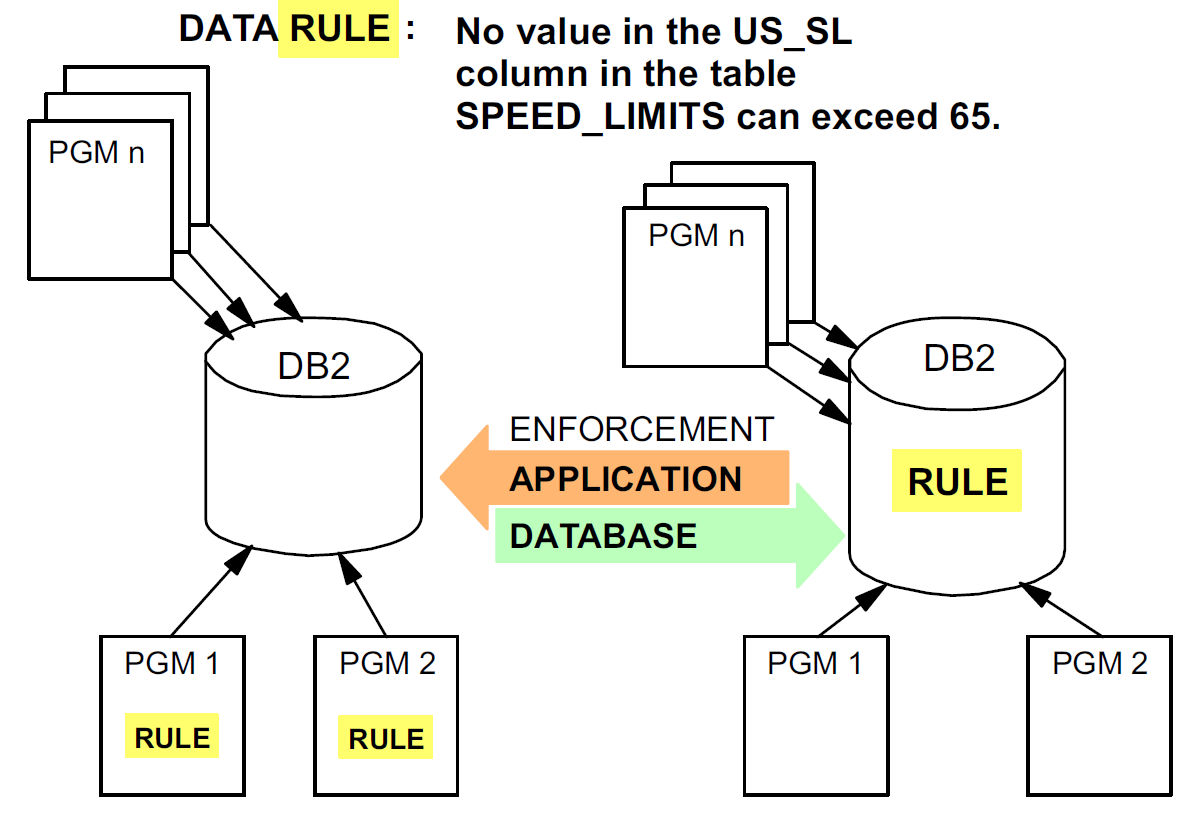 DATA RULE :
No value in the US_SL
column in the table
SPEED_LIMITS can exceed 65.
PGM n
DB2
PGM 1
RULE
PGM 2
RULE
ENFORCEMENT
APPLICATION
DATABASE
PGM n
DB2
RULE
PGM 1
PGM 2